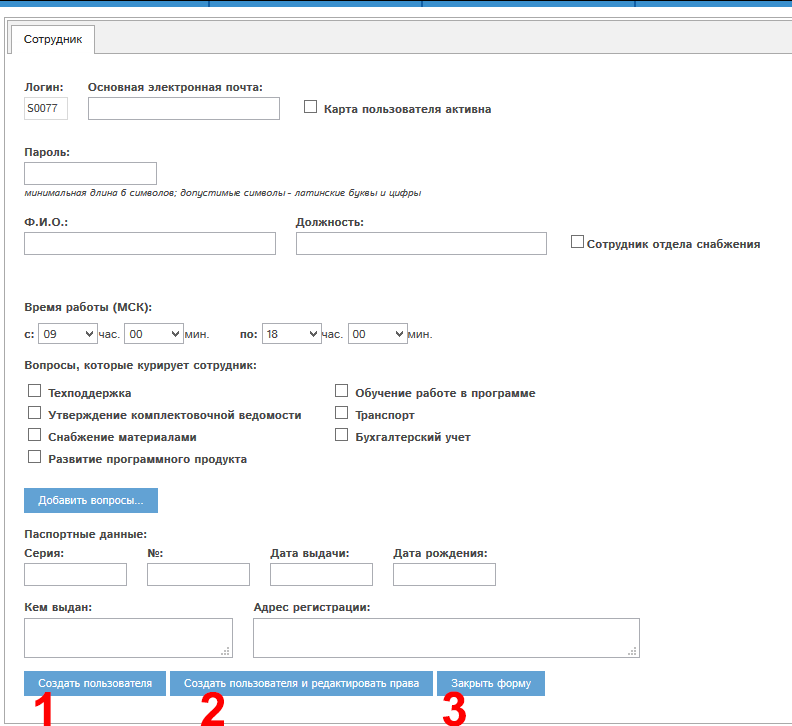 Сотрудник
Логин: Основная электронная почта:
S0077 Карта пользователя активна
Пароль:
минимальная длина 6 символов; допустимые символы - латинские буквы и цифры
Ф.И.О.: Должность:
Сотрудник отдела снабжения
Время работы (МСК):
с: 09 час. 00 мин. по: 18 час. 00 мин.
Вопросы, которые курирует сотрудник:
Техподдержка Обучение работе в программе
Утверждение комплектовочной ведомости Транспорт
Снабжение материалами Бухгалтерский учет
Развитие программного продукта
Добавить вопросы...
Паспортные данные:
Серия: №: Дата выдачи: Дата рождения:
Кем выдан: Адрес регистрации:
Создать пользователя Создать пользователя и редактировать права Закрыть форму
1 2 3